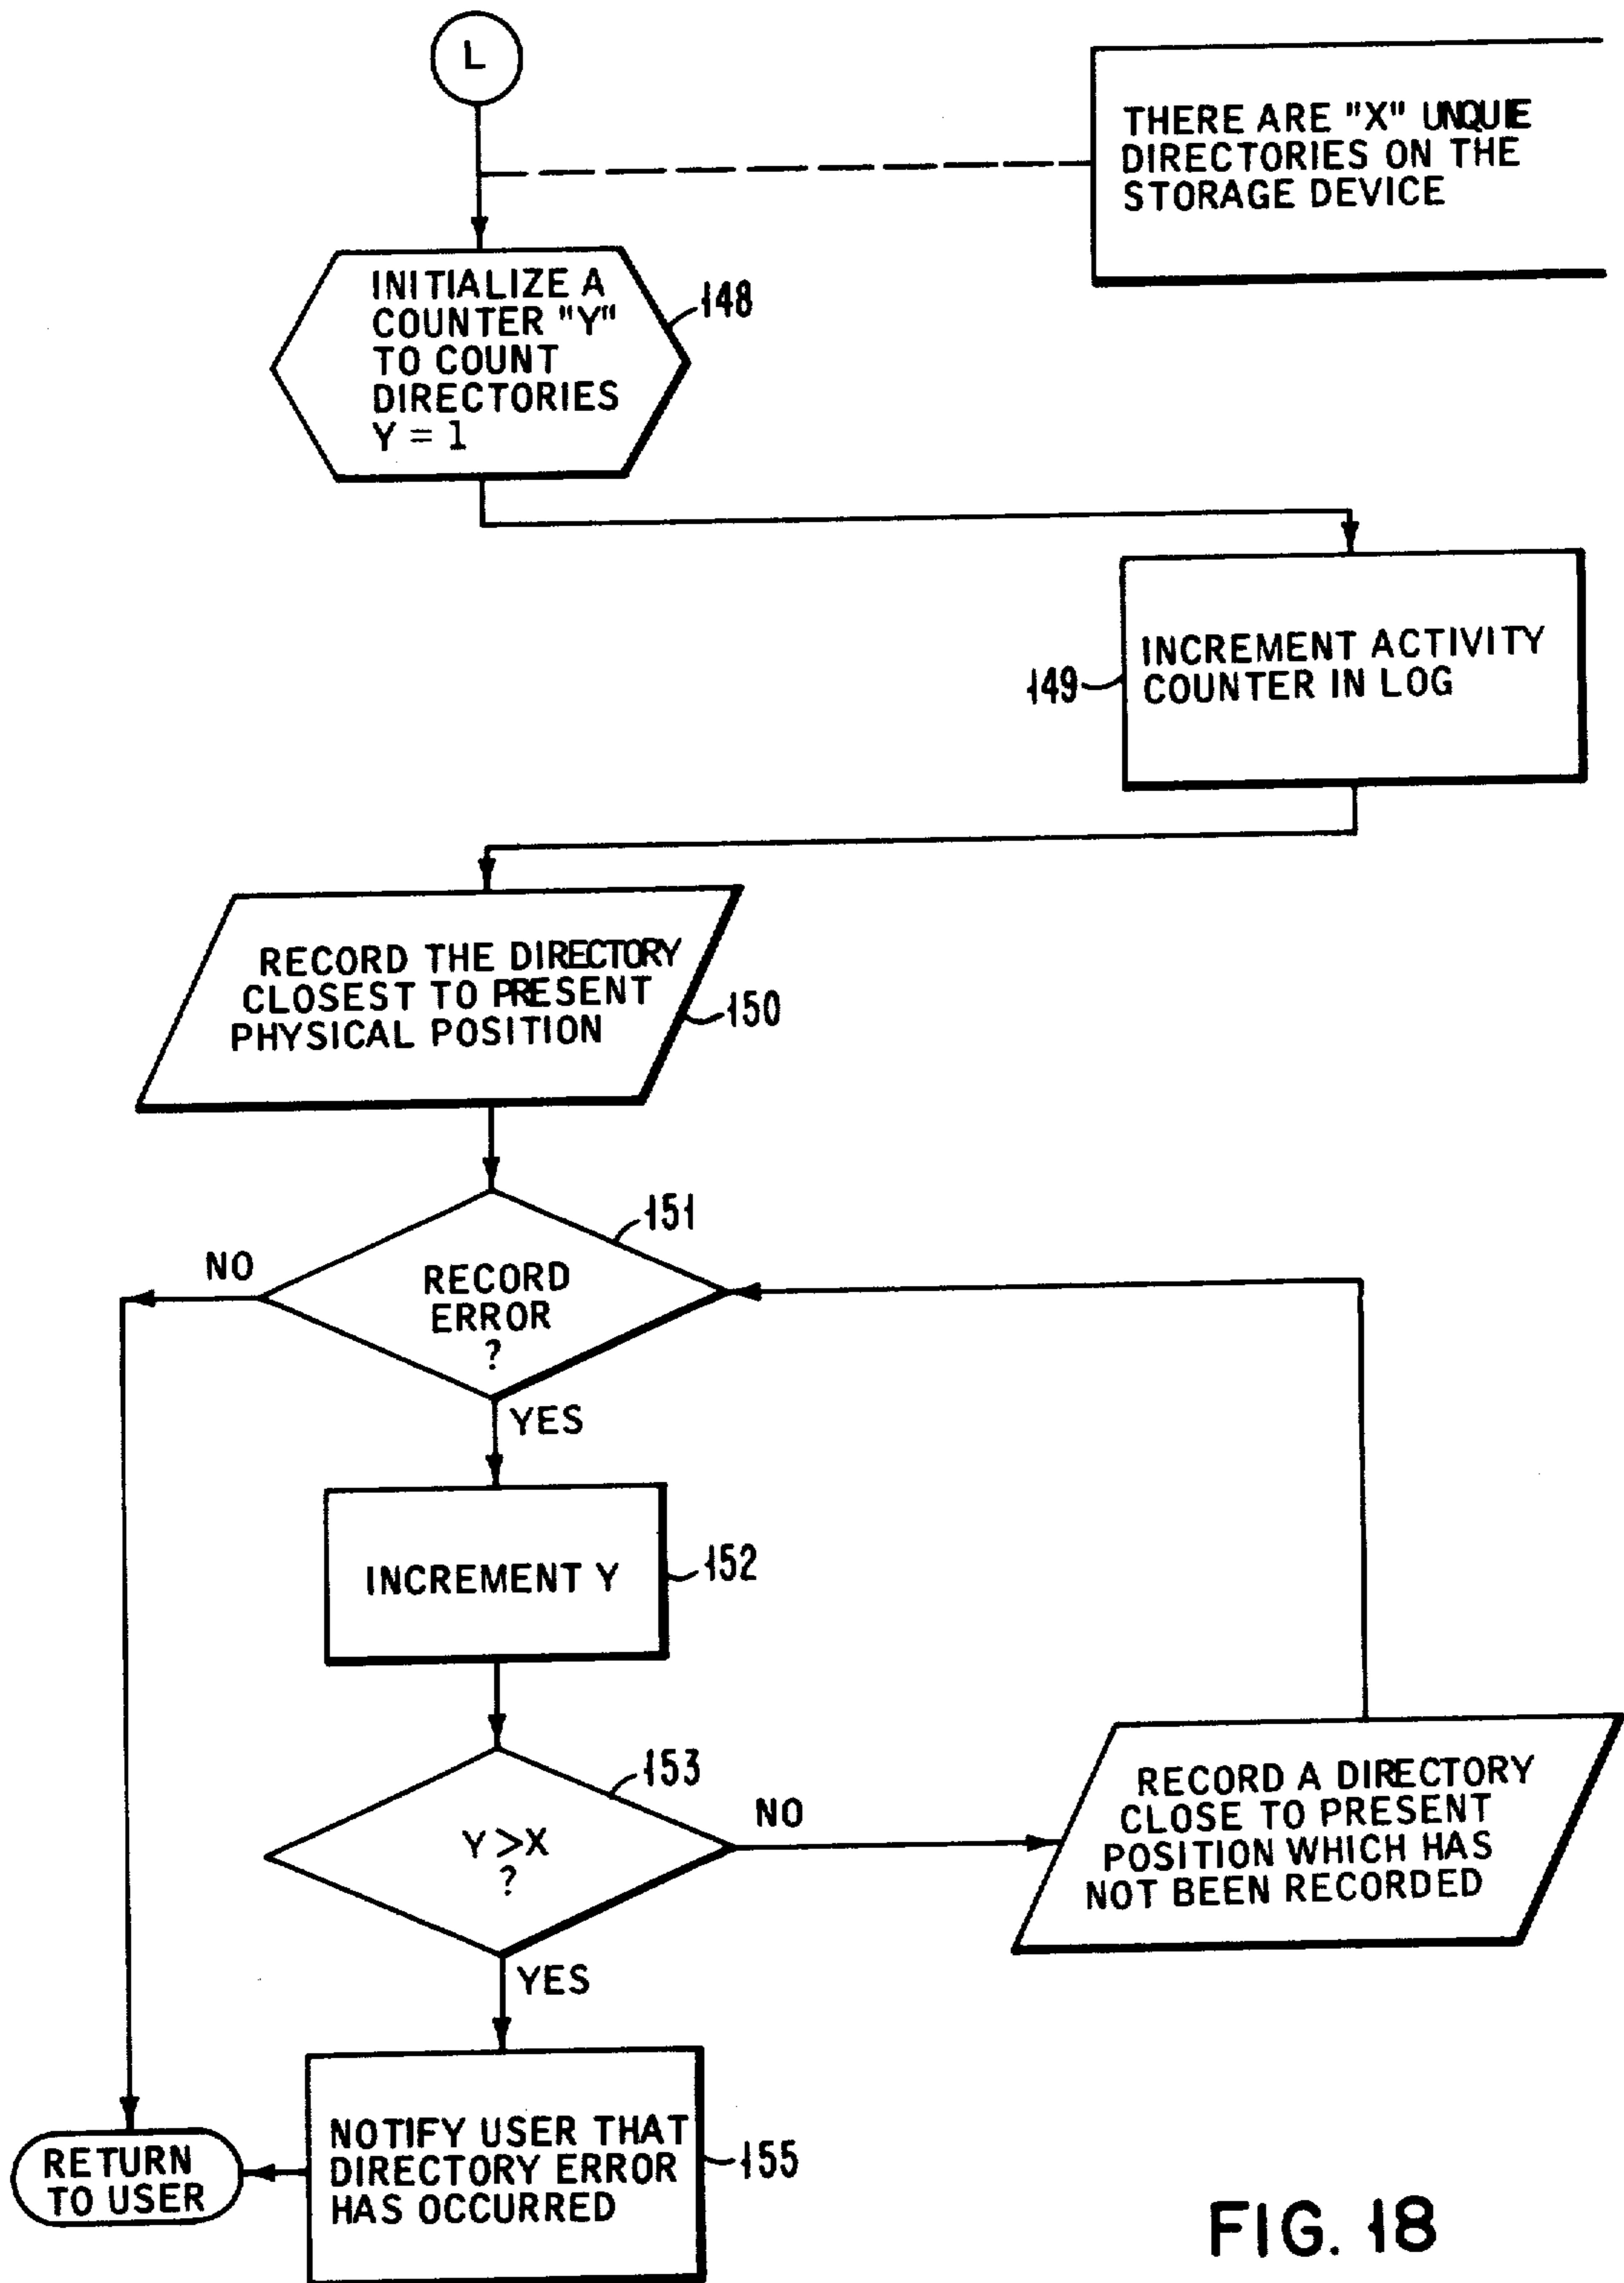 L
THERE ARE "X" UNQUIE
DIRECTORIES ON THE
STORAGE DEVICE
INITIALIZE A
COUNTER "Y"
TO COUNT
DIRECTORIES
Y = 1
148
INCREMENT ACTIVITY
COUNTER IN LOG
149
RECORD THE DIRECTORY
CLOSEST TO PRESENT
PHYSICAL POSITION
150
151
NO
RECORD
ERROR
?
YES
INCREMENT Y
152
153
NO
Y >X
?
RECORD A DIRECTORY
CLOSE TO PRESENT
POSITION WHICH HAS
NOT BEEN RECORDED
YES
NOTIFY USER THAT
DIRECTORY ERROR
HAS OCCURRED
155
RETURN
TO USER
FIG. 18